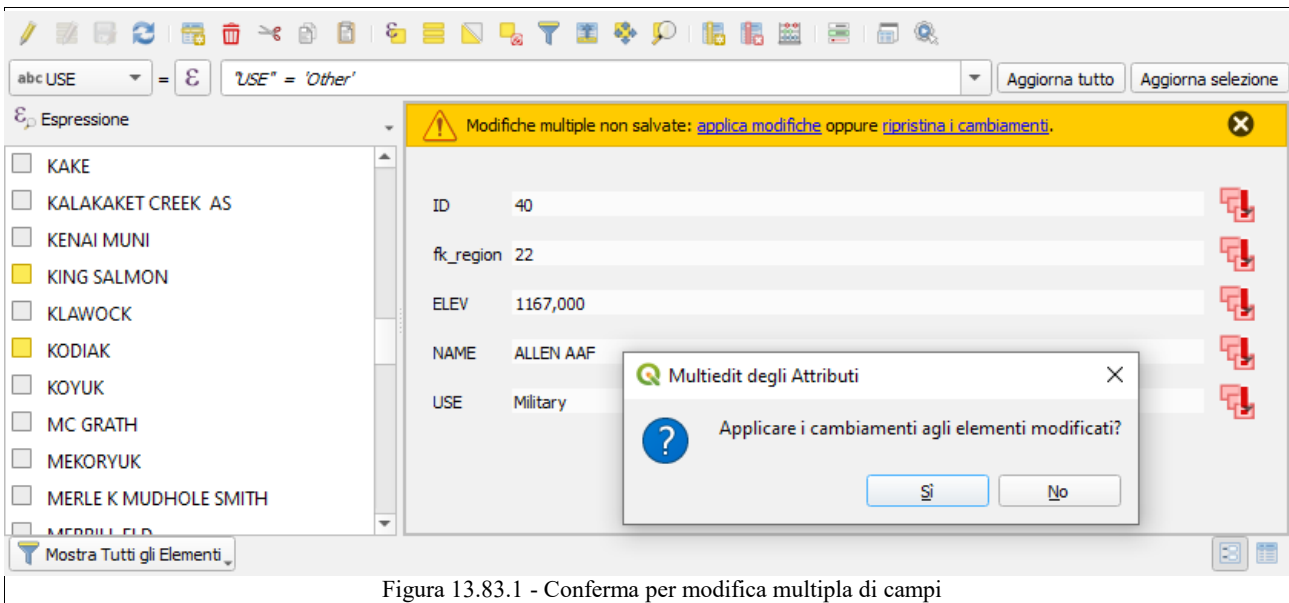 abc USE = ε "USE" = 'Other' Aggiorna tutto Aggiorna selezione
Espressione
Modifiche multiple non salvate: applica modifiche oppure ripristina i cambiamenti.
KAKE
KALAKAKET CREEK AS
KENAI MUNI
KING SALMON
KLAWOCK
KODIAK
KOYUK
MC GRATH
MEKORYUK
MERLE K MUDHOLE SMITH
MERRILL FLD
ID 40
fk_region 22
ELEV 1167,000
NAME ALLEN AAF
USE Military
Multiedit degli Attributi
Applicare i cambiamenti agli elementi modificati?
Sì No
Mostra Tutti gli Elementi
Figura 13.83.1 - Conferma per modifica multipla di campi